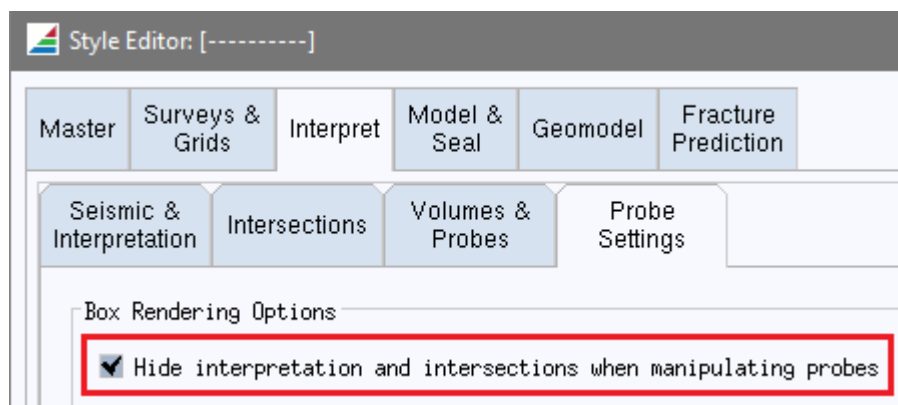 Style Editor: [----------]
Master
Surveys &
Grids
Interpret
Model &
Seal
Geomodel
Fracture
Prediction
Seismic &
Interpretation
Intersections
Volumes &
Probes
Probe
Settings
Box Rendering Options
Hide interpretation and intersections when manipulating probes